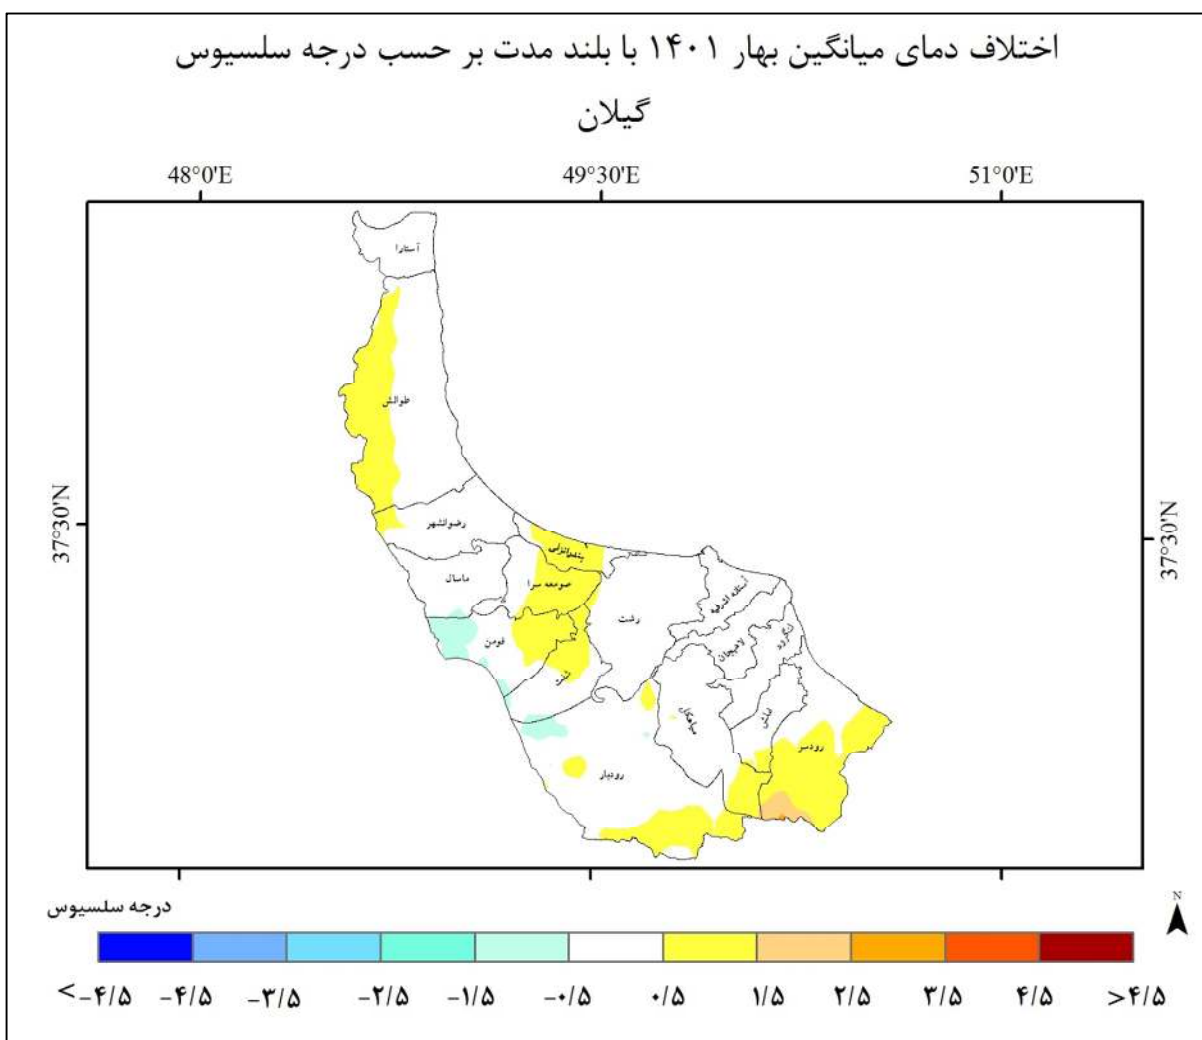 اختلاف دمای میانگین بهار ۱۴۰۱ با بلند مدت بر حسب درجه سلسیوس
گیلان
48°0'E 49°30'E 51°0'E
آستارا
طوالش
37°30'N
37°30'N
رضوانشهر
بندرانزلی
ماسال
صومعه سرا
آستانه اشرفیه
رشت
فومن
لاهیجان
لنگرود
شفت
سیاهکل
املش
رودسر
رودبار
درجه سلسیوس
N
<-۴/۵ -۴/۵ -۳/۵ -۲/۵ -۱/۵ -۰/۵ ۰/۵ ۱/۵ ۲/۵ ۳/۵ ۴/۵ >۴/۵